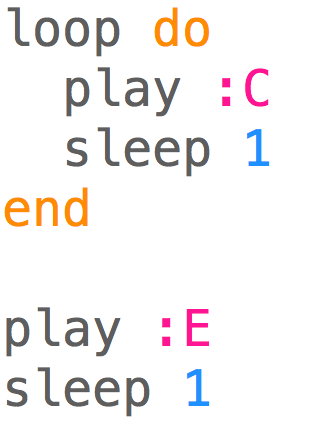 loop do
  play :C
  sleep 1
end

play :E
sleep 1